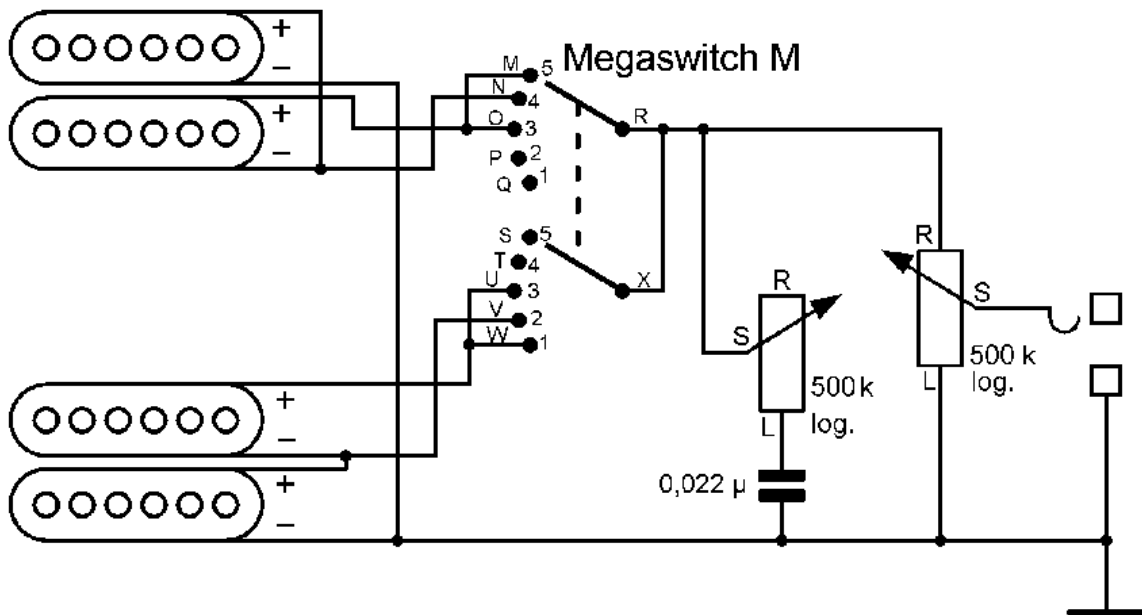 +
−
+
−
Megaswitch M
M 5
N 4
O 3
P 2
Q 1
R
S 5
T 4
U 3
V 2
W 1
X
R
S
500 k
log.
L
0,022 µ
R
S
500 k
log.
L
+
−
+
−